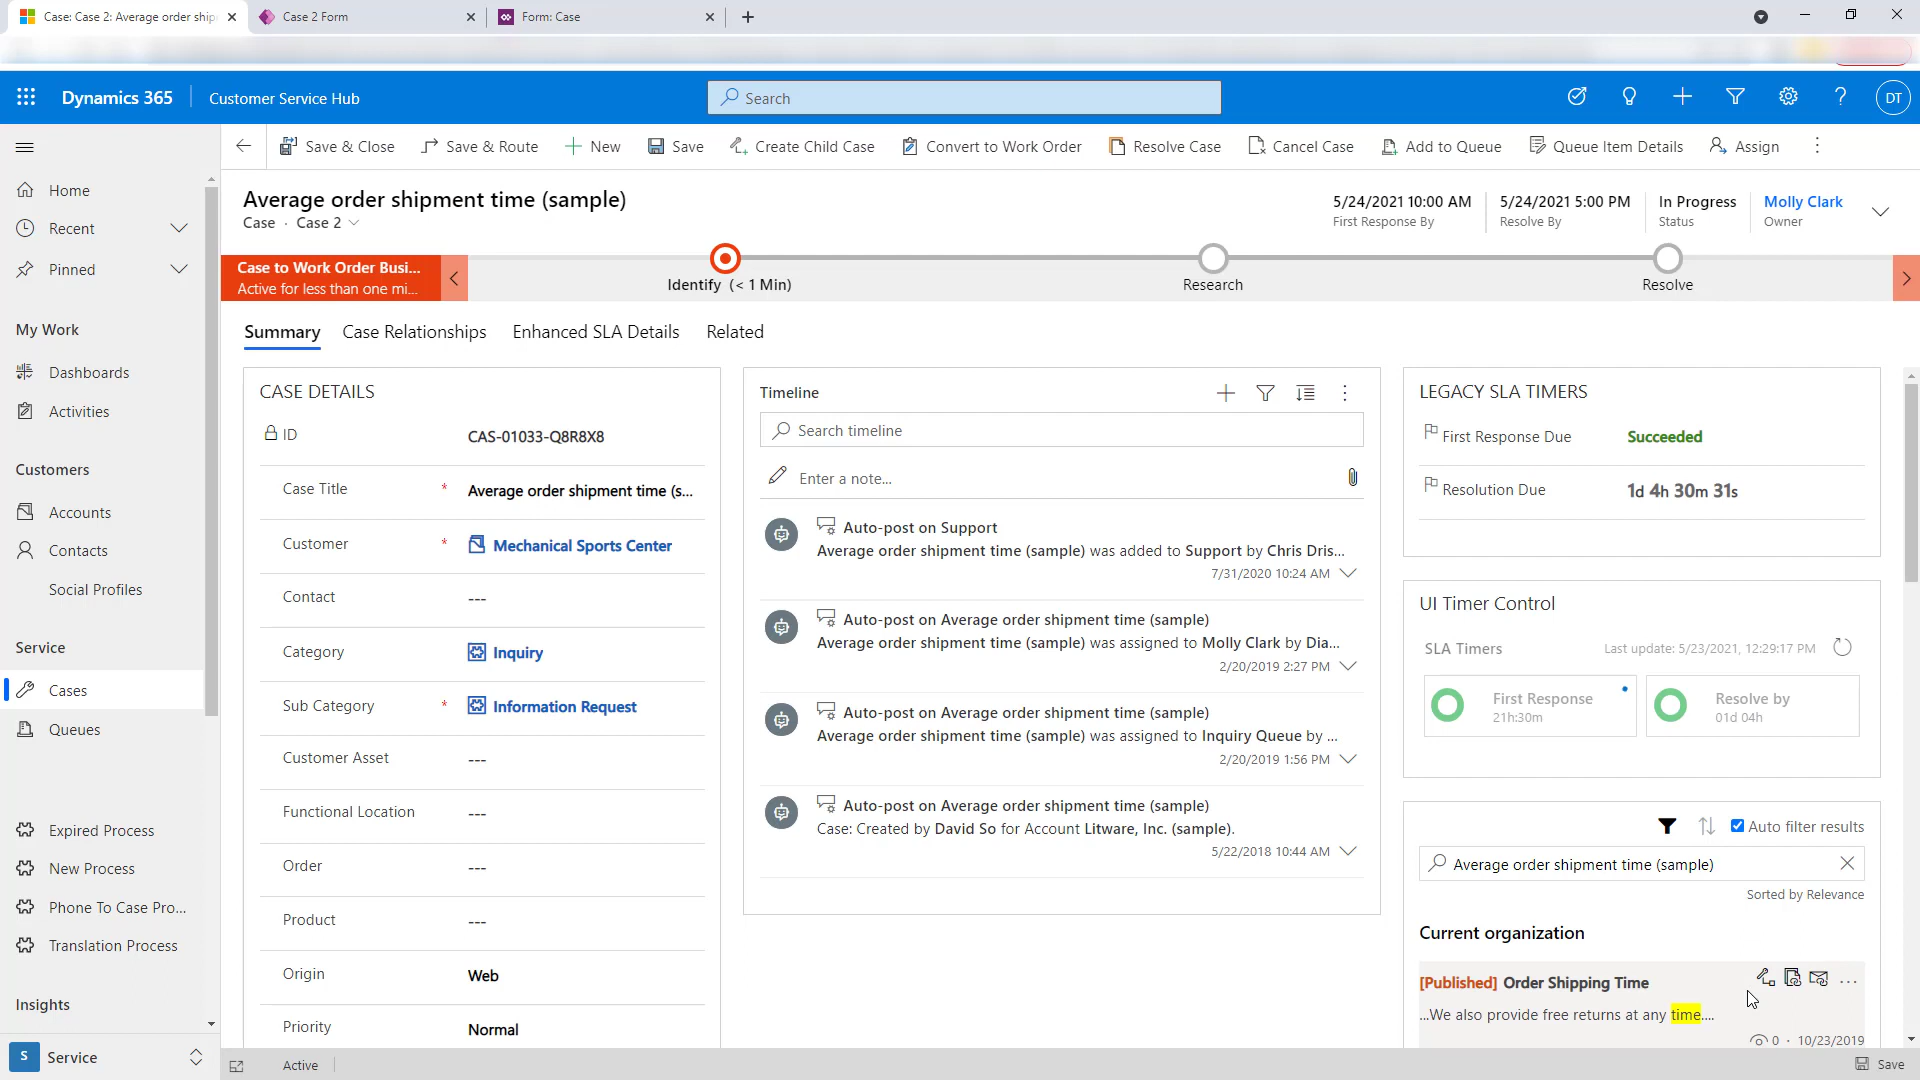 Case: Case 2: Average order ship
Case 2 Form
Form: Case
Dynamics 365
Customer Service Hub
Search
DT
Save & Close
Save & Route
New
Save
Create Child Case
Convert to Work Order
Resolve Case
Cancel Case
Add to Queue
Queue Item Details
Assign
Home
Recent
Pinned
My Work
Dashboards
Activities
Customers
Accounts
Contacts
Social Profiles
Service
Cases
Queues
Expired Process
New Process
Phone To Case Pro...
Translation Process
Insights
S Service
Average order shipment time (sample)
Case · Case 2
5/24/2021 10:00 AM
First Response By
5/24/2021 5:00 PM
Resolve By
In Progress
Status
Molly Clark
Owner
Case to Work Order Busi...
Active for less than one mi...
Identify (< 1 Min)
Research
Resolve
Summary
Case Relationships
Enhanced SLA Details
Related
CASE DETAILS
ID CAS-01033-Q8R8X8
Case Title * Average order shipment time (s...
Customer * Mechanical Sports Center
Contact ---
Category Inquiry
Sub Category * Information Request
Customer Asset ---
Functional Location ---
Order ---
Product ---
Origin Web
Priority Normal
Timeline
Search timeline
Enter a note...
Auto-post on Support
Average order shipment time (sample) was added to Support by Chris Dris...
7/31/2020 10:24 AM
Auto-post on Average order shipment time (sample)
Average order shipment time (sample) was assigned to Molly Clark by Dia...
2/20/2019 2:27 PM
Auto-post on Average order shipment time (sample)
Average order shipment time (sample) was assigned to Inquiry Queue by ...
2/20/2019 1:56 PM
Auto-post on Average order shipment time (sample)
Case: Created by David So for Account Litware, Inc. (sample).
5/22/2018 10:44 AM
LEGACY SLA TIMERS
First Response Due Succeeded
Resolution Due 1d 4h 30m 31s
UI Timer Control
SLA Timers Last update: 5/23/2021, 12:29:17 PM
First Response
21h:30m
Resolve by
01d 04h
Auto filter results
Average order shipment time (sample)
Sorted by Relevance
Current organization
[Published] Order Shipping Time
...We also provide free returns at any time....
0 · 10/23/2019
Active
Save